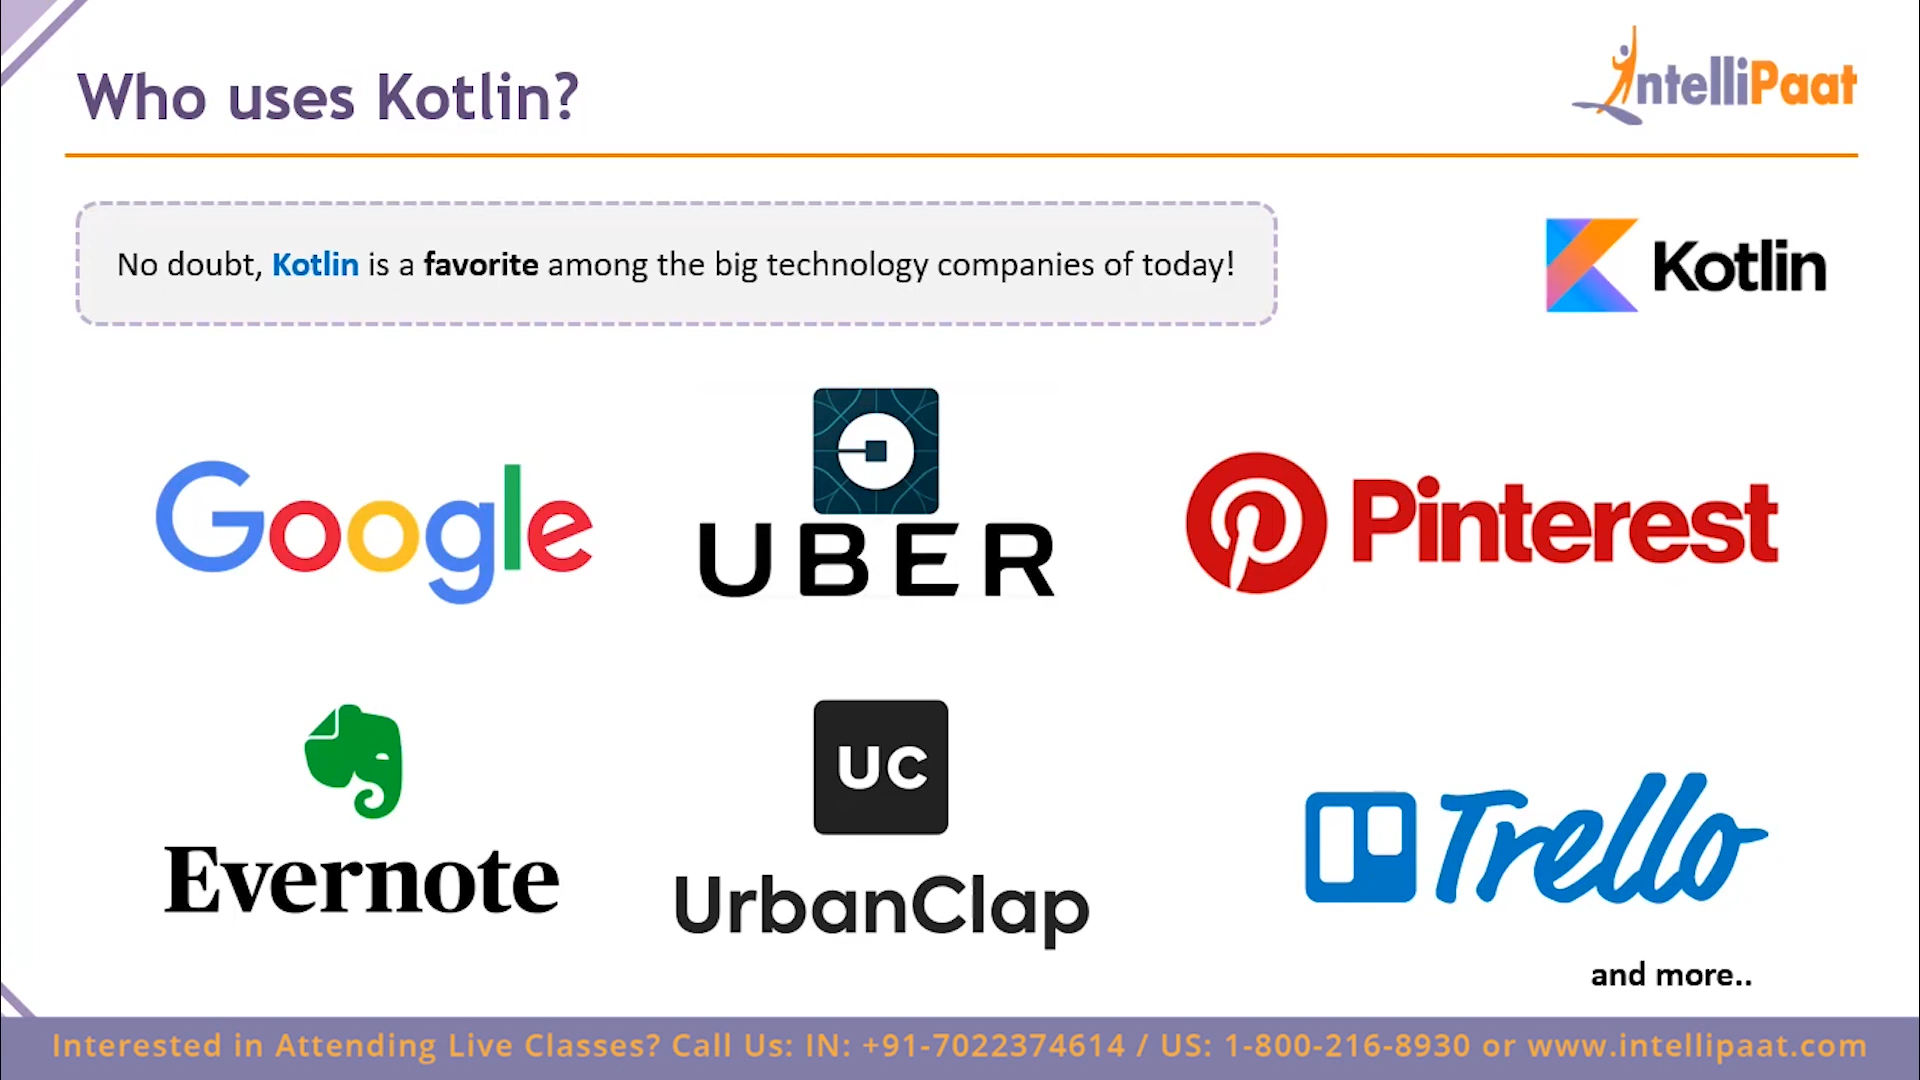 Who uses Kotlin?
IntelliPaat
No doubt, Kotlin is a favorite among the big technology companies of today!
Kotlin
Google
UBER
Pinterest
Evernote
UC
UrbanClap
Trello
and more..
Interested in Attending Live Classes? Call Us: IN: +91-7022374614 / US: 1-800-216-8930 or www.intellipaat.com